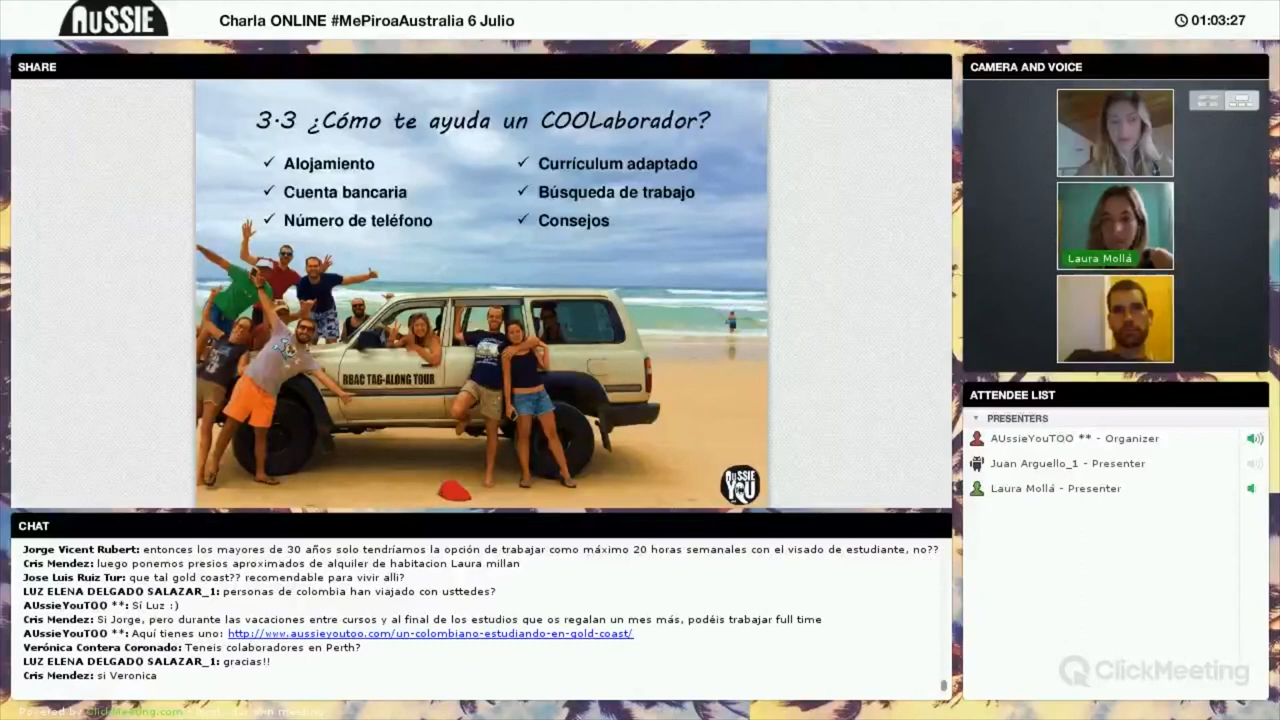 AUSSIE
Charla ONLINE #MePiroaAustralia 6 Julio
01:03:27
SHARE
3.3 ¿Cómo te ayuda un COOLaborador?
✓ Alojamiento
✓ Cuenta bancaria
✓ Número de teléfono
✓ Currículum adaptado
✓ Búsqueda de trabajo
✓ Consejos
RBAC TAG-ALONG TOUR
AUSSIE
YOU
CAMERA AND VOICE
Laura Mollá
ATTENDEE LIST
PRESENTERS
AUssieYouTOO ** - Organizer
Juan Arguello_1 - Presenter
Laura Mollá - Presenter
CHAT
Jorge Vicent Rubert: entonces los mayores de 30 años solo tendríamos la opción de trabajar como máximo 20 horas semanales con el visado de estudiante, no??
Cris Mendez: luego ponemos presios aproximados de alquiler de habitacion Laura millan
Jose Luis Ruiz Tur: que tal gold coast?? recomendable para vivir alli?
LUZ ELENA DELGADO SALAZAR_1: personas de colombia han viajado con usttedes?
AUssieYouTOO **: Sí Luz :)
Cris Mendez: Si Jorge, pero durante las vacaciones entre cursos y al final de los estudios que os regalan un mes más, podéis trabajar full time
AUssieYouTOO **: Aquí tienes uno: http://www.aussieyoutoo.com/un-colombiano-estudiando-en-gold-coast/
Verónica Contera Coronado: Teneis colaboradores en Perth?
LUZ ELENA DELGADO SALAZAR_1: gracias!!
Cris Mendez: si Veronica
ClickMeeting
Powered by ClickMeeting.com